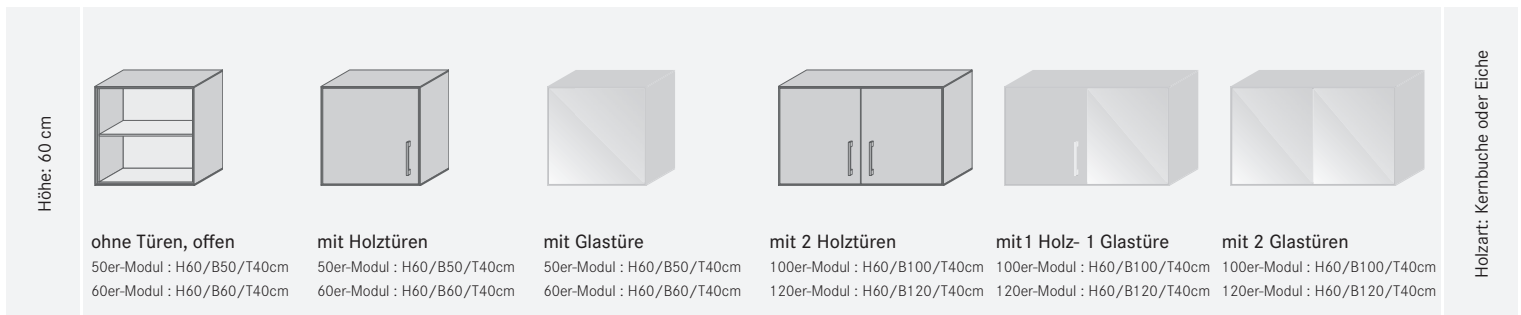 Höhe: 60 cm
ohne Türen, offen
50er-Modul : H60/B50/T40cm
60er-Modul : H60/B60/T40cm
mit Holztüren
50er-Modul : H60/B50/T40cm
60er-Modul : H60/B60/T40cm
mit Glastüre
50er-Modul : H60/B50/T40cm
60er-Modul : H60/B60/T40cm
mit 2 Holztüren
100er-Modul : H60/B100/T40cm
120er-Modul : H60/B120/T40cm
mit1 Holz- 1 Glastüre
100er-Modul : H60/B100/T40cm
120er-Modul : H60/B120/T40cm
mit 2 Glastüren
100er-Modul : H60/B100/T40cm
120er-Modul : H60/B120/T40cm
Holzart: Kernbuche oder Eiche